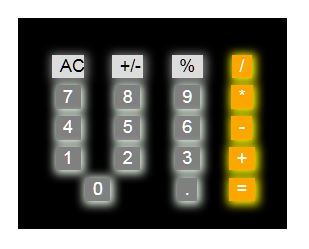 AC +/- % /
7 8 9 *
4 5 6 -
1 2 3 +
0 . =